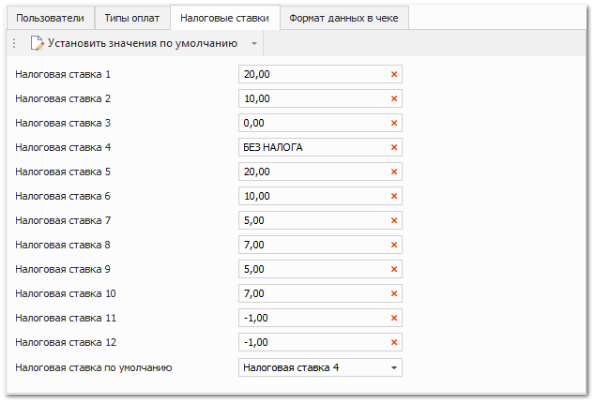 Пользователи Типы оплат Налоговые ставки Формат данных в чеке
Установить значения по умолчанию
Налоговая ставка 1 20,00
Налоговая ставка 2 10,00
Налоговая ставка 3 0,00
Налоговая ставка 4 БЕЗ НАЛОГА
Налоговая ставка 5 20,00
Налоговая ставка 6 10,00
Налоговая ставка 7 5,00
Налоговая ставка 8 7,00
Налоговая ставка 9 5,00
Налоговая ставка 10 7,00
Налоговая ставка 11 -1,00
Налоговая ставка 12 -1,00
Налоговая ставка по умолчанию Налоговая ставка 4